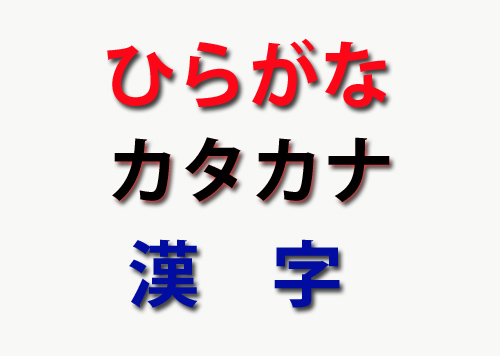 ひらがな
カタカナ
漢　字